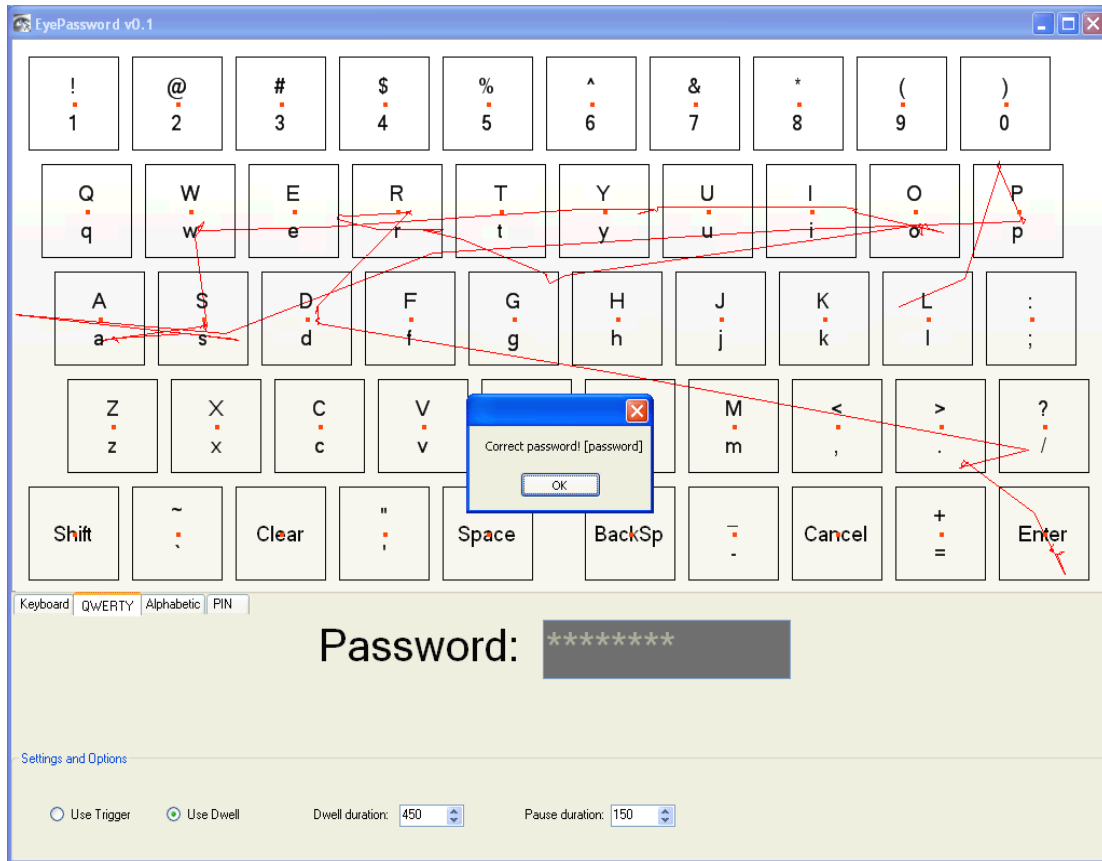 EyePassword v0.1
! @ # $ % ^ & * ( )
1 2 3 4 5 6 7 8 9 0
Q W E R T Y U I O P
q w e r t y u i o p
A S D F G H J K L :
a s d f g h j k l ;
Z X C V M < > ?
z x c v m , . /
Correct password! [password]
OK
~ " _ +
Shift Clear Space BackSp Cancel Enter
` ' - =
Keyboard QWERTY Alphabetic PIN
Password: ********
Settings and Options
Use Trigger Use Dwell Dwell duration: 450 Pause duration: 150